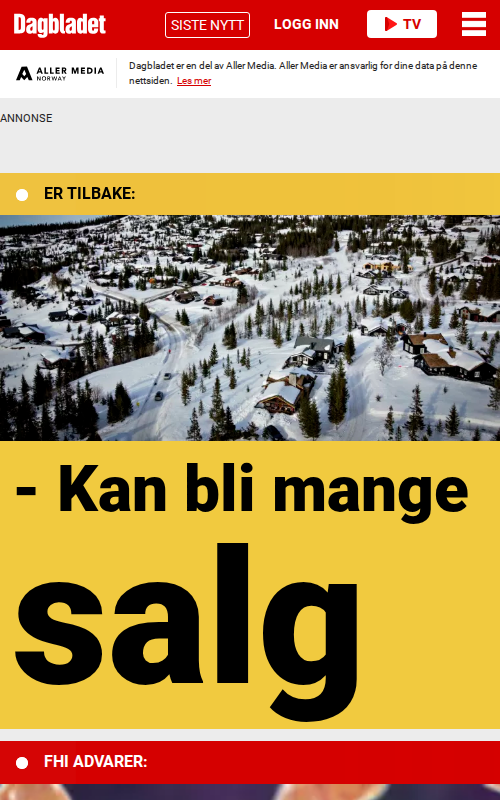 Dagbladet
SISTE NYTT
LOGG INN
TV
ALLER MEDIA
NORWAY
Dagbladet er en del av Aller Media. Aller Media er ansvarlig for dine data på denne
nettsiden. Les mer
ANNONSE
ER TILBAKE:
- Kan bli mange
salg
FHI ADVARER: